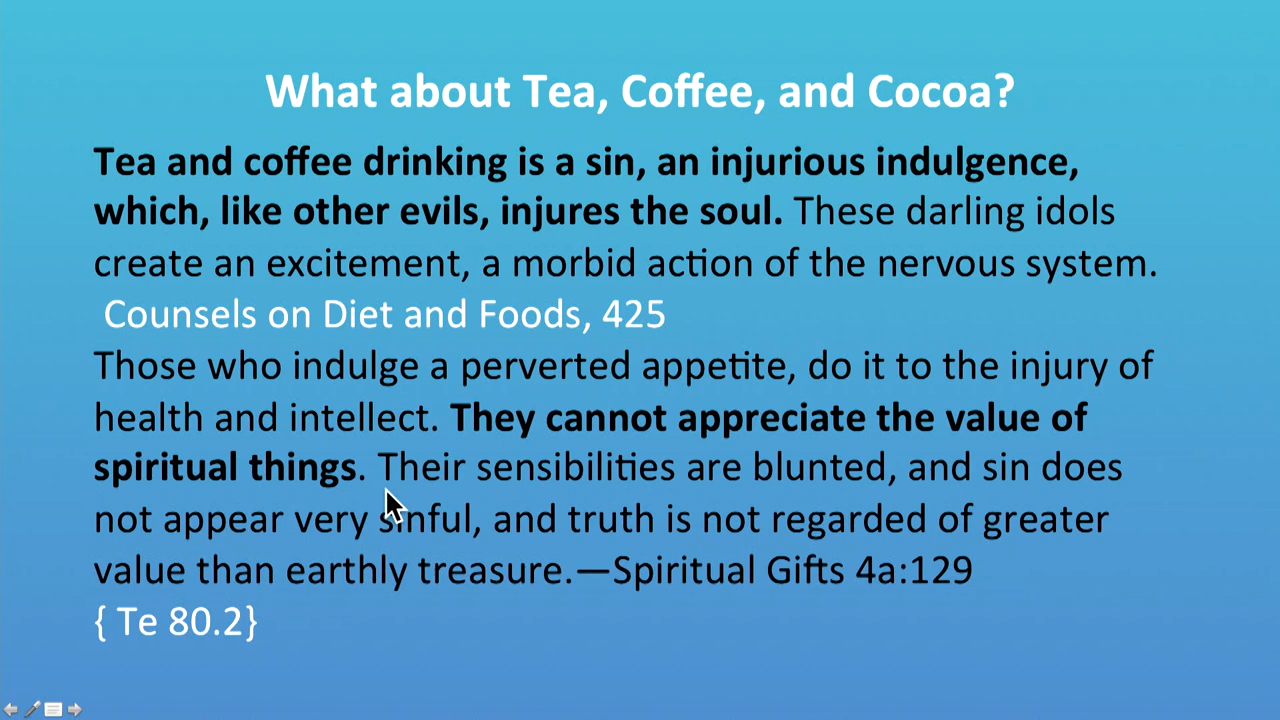 What about Tea, Coffee, and Cocoa?
Tea and coffee drinking is a sin, an injurious indulgence,
which, like other evils, injures the soul. These darling idols
create an excitement, a morbid action of the nervous system.
Counsels on Diet and Foods, 425
Those who indulge a perverted appetite, do it to the injury of
health and intellect. They cannot appreciate the value of
spiritual things. Their sensibilities are blunted, and sin does
not appear very sinful, and truth is not regarded of greater
value than earthly treasure.—Spiritual Gifts 4a:129
{ Te 80.2}